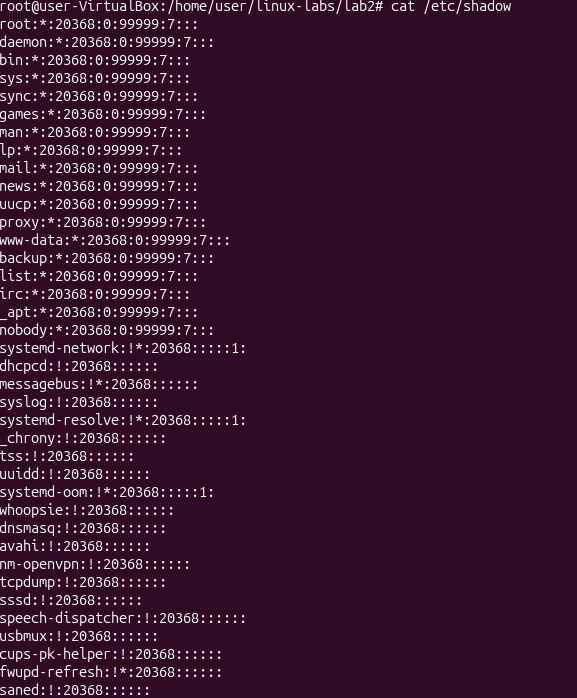 root@user-VirtualBox:/home/user/linux-labs/lab2# cat /etc/shadow
root:*:20368:0:99999:7:::
daemon:*:20368:0:99999:7:::
bin:*:20368:0:99999:7:::
sys:*:20368:0:99999:7:::
sync:*:20368:0:99999:7:::
games:*:20368:0:99999:7:::
man:*:20368:0:99999:7:::
lp:*:20368:0:99999:7:::
mail:*:20368:0:99999:7:::
news:*:20368:0:99999:7:::
uucp:*:20368:0:99999:7:::
proxy:*:20368:0:99999:7:::
www-data:*:20368:0:99999:7:::
backup:*:20368:0:99999:7:::
list:*:20368:0:99999:7:::
irc:*:20368:0:99999:7:::
_apt:*:20368:0:99999:7:::
nobody:*:20368:0:99999:7:::
systemd-network:!*:20368:::::1:
dhcpcd:!:20368::::::
messagebus:!*:20368::::::
syslog:!:20368::::::
systemd-resolve:!*:20368:::::1:
_chrony:!:20368::::::
tss:!:20368::::::
uuidd:!:20368::::::
systemd-oom:!*:20368:::::1:
whoopsie:!:20368::::::
dnsmasq:!:20368::::::
avahi:!:20368::::::
nm-openvpn:!:20368::::::
tcpdump:!:20368::::::
sssd:!:20368::::::
speech-dispatcher:!:20368::::::
usbmux:!:20368::::::
cups-pk-helper:!:20368::::::
fwupd-refresh:!*:20368::::::
saned:!:20368::::::